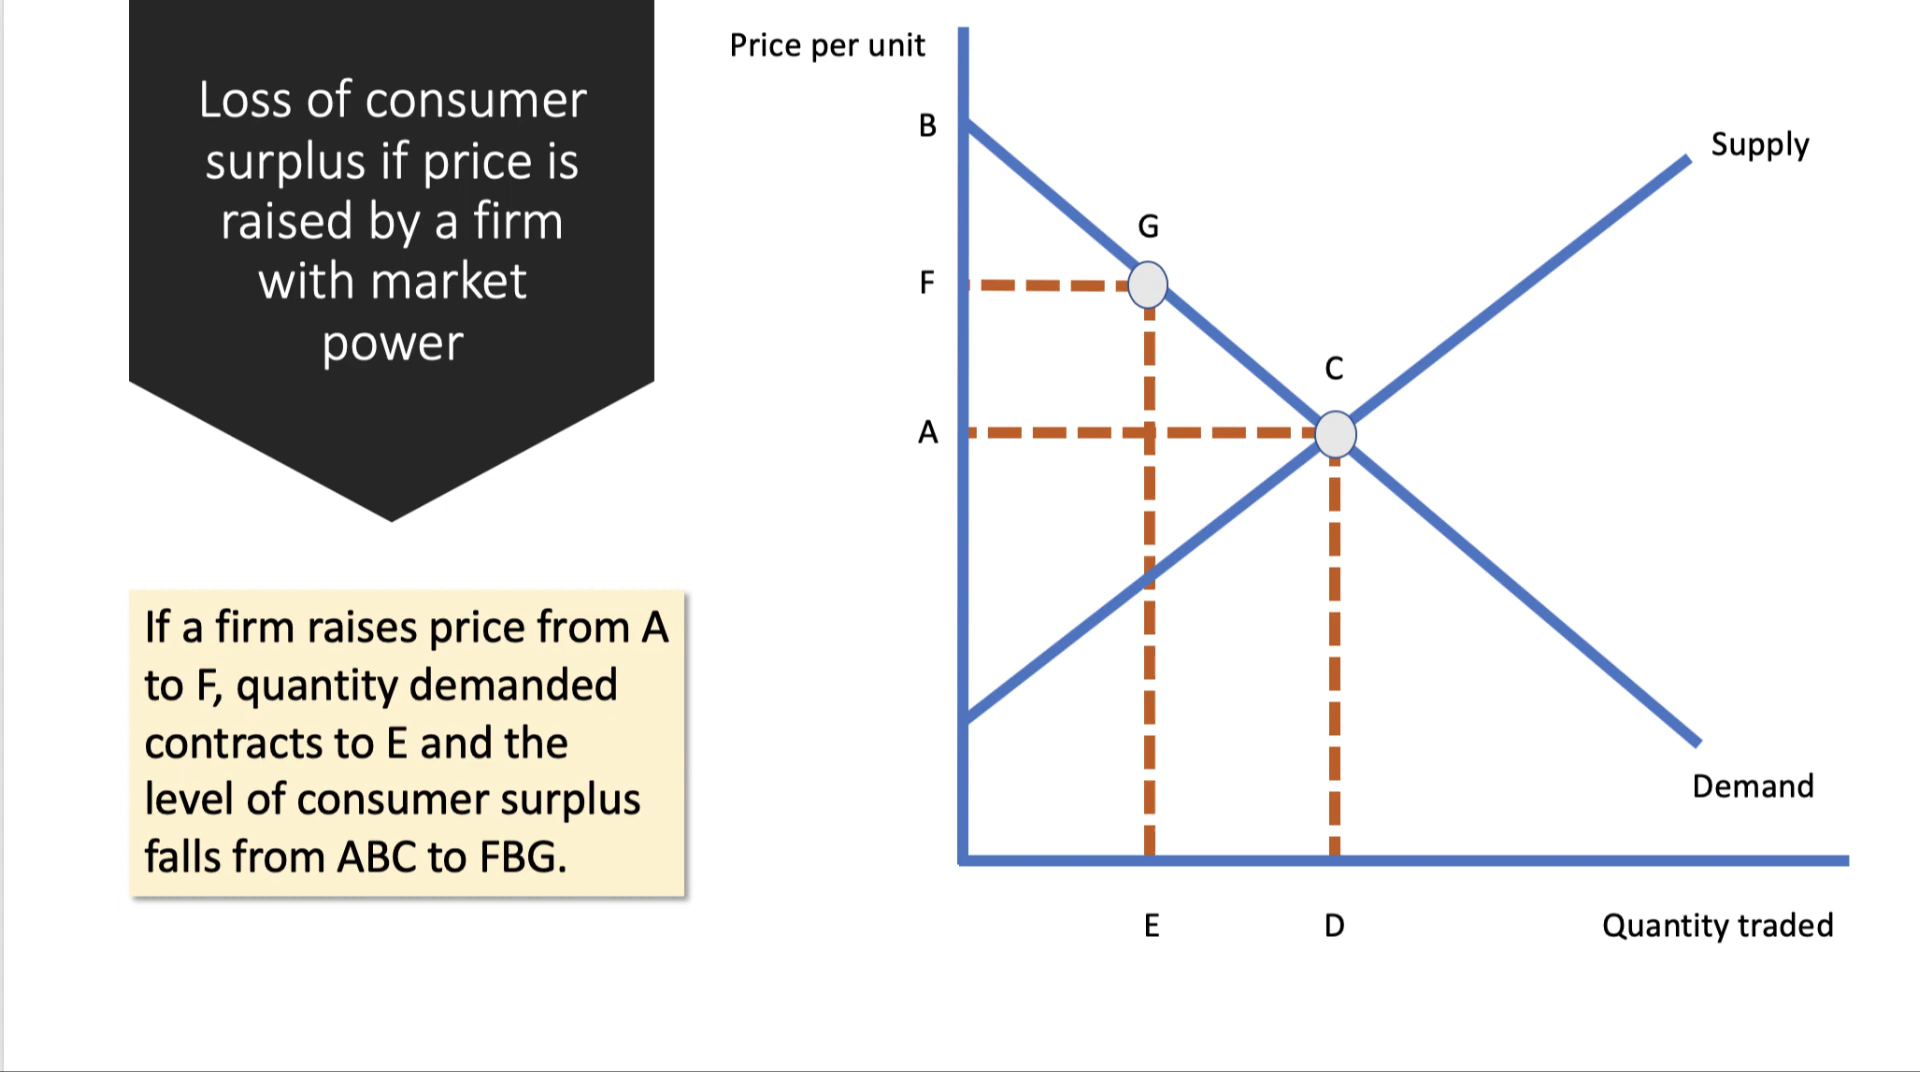 Loss of consumer
surplus if price is
raised by a firm
with market
power
If a firm raises price from A
to F, quantity demanded
contracts to E and the
level of consumer surplus
falls from ABC to FBG.
Price per unit
B
Supply
G
F
C
A
Demand
E
D
Quantity traded